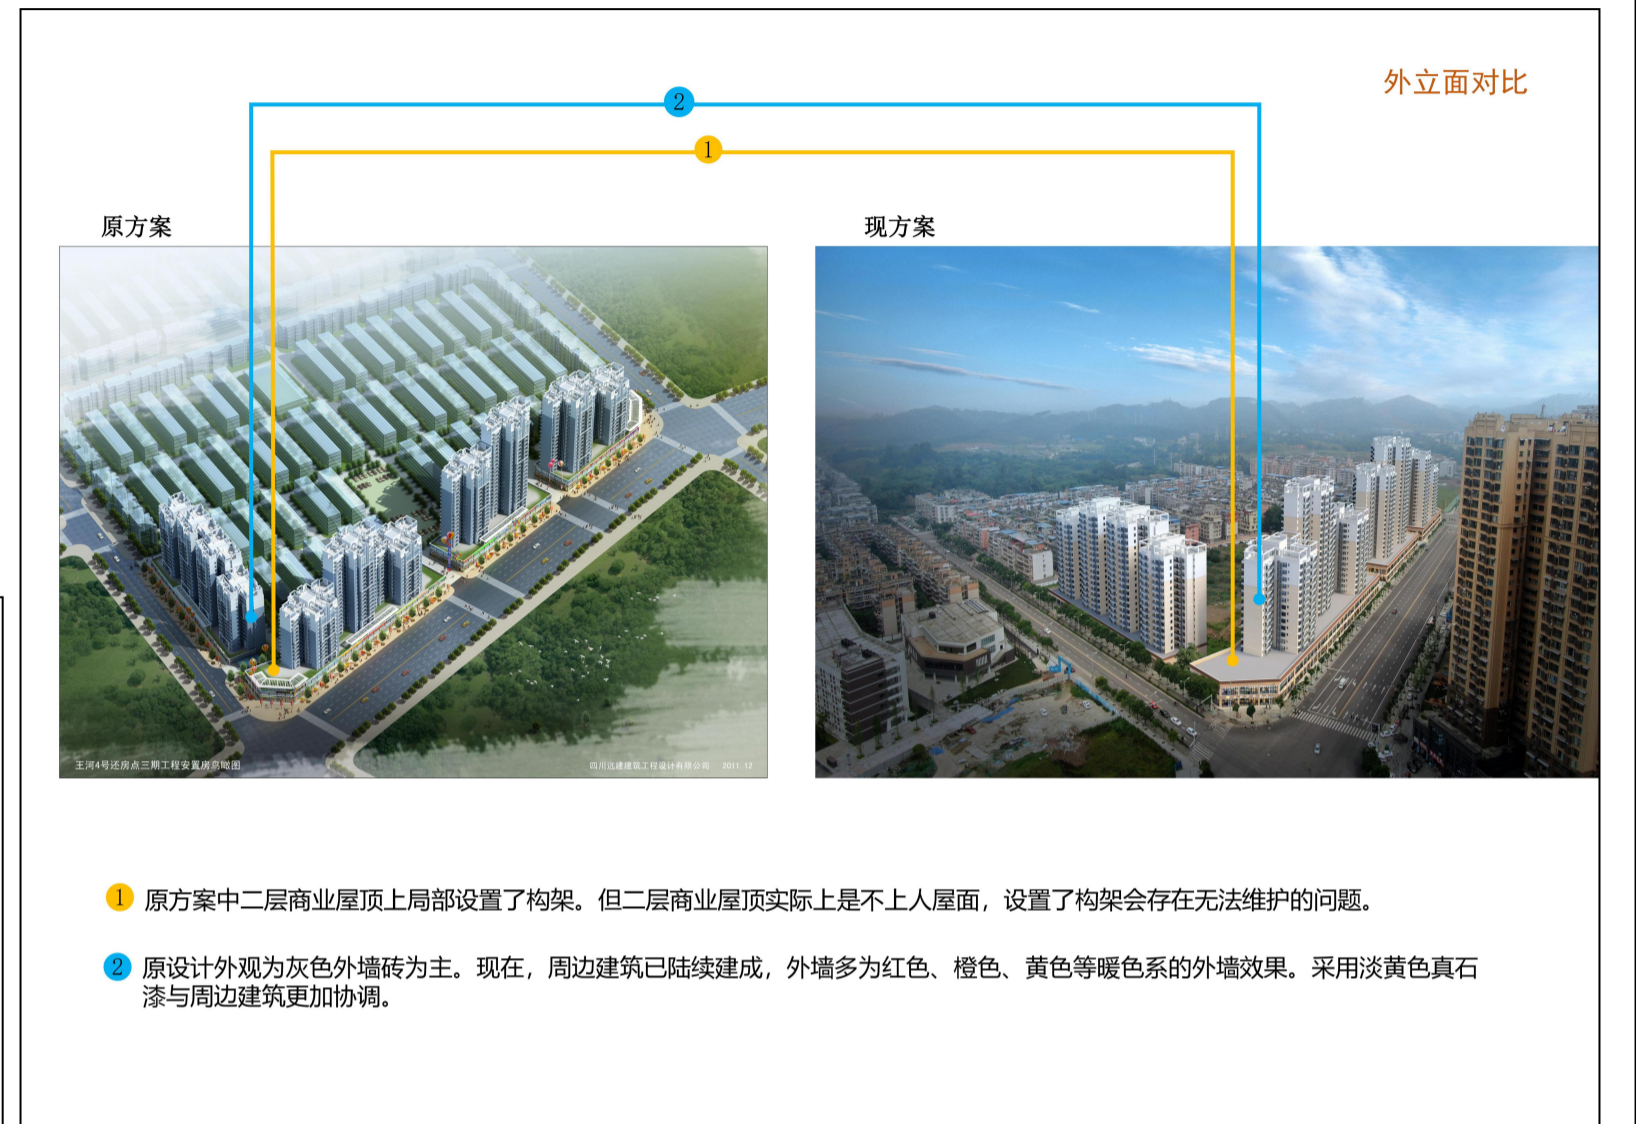 外立面对比
2
1
原方案
现方案
王河4号还房点三期工程安置房鸟瞰图
四川远建建筑工程设计有限公司 2011.12
1 原方案中二层商业屋顶上局部设置了构架。但二层商业屋顶实际上是不上人屋面，设置了构架会存在无法维护的问题。
2 原设计外观为灰色外墙砖为主。现在，周边建筑已陆续建成，外墙多为红色、橙色、黄色等暖色系的外墙效果。采用淡黄色真石
漆与周边建筑更加协调。